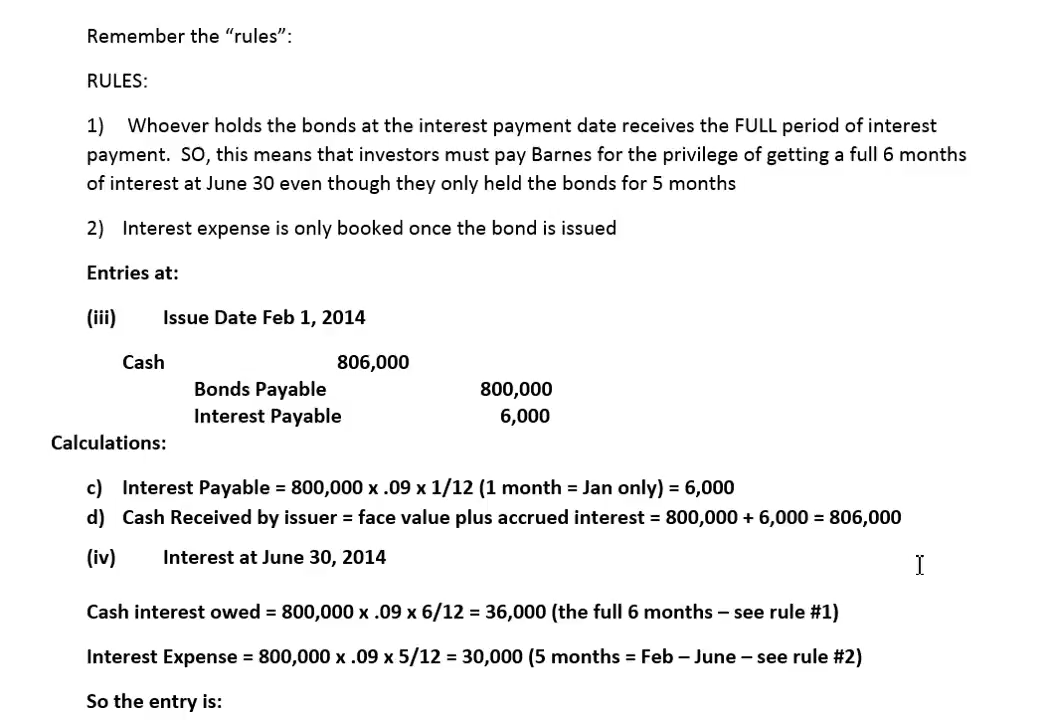 Remember the “rules”:
RULES:
1) Whoever holds the bonds at the interest payment date receives the FULL period of interest
payment. SO, this means that investors must pay Barnes for the privilege of getting a full 6 months
of interest at June 30 even though they only held the bonds for 5 months
2) Interest expense is only booked once the bond is issued
Entries at:
(iii) Issue Date Feb 1, 2014
Cash 806,000
Bonds Payable 800,000
Interest Payable 6,000
Calculations:
c) Interest Payable = 800,000 x .09 x 1/12 (1 month = Jan only) = 6,000
d) Cash Received by issuer = face value plus accrued interest = 800,000 + 6,000 = 806,000
(iv) Interest at June 30, 2014
Cash interest owed = 800,000 x .09 x 6/12 = 36,000 (the full 6 months – see rule #1)
Interest Expense = 800,000 x .09 x 5/12 = 30,000 (5 months = Feb – June – see rule #2)
So the entry is: